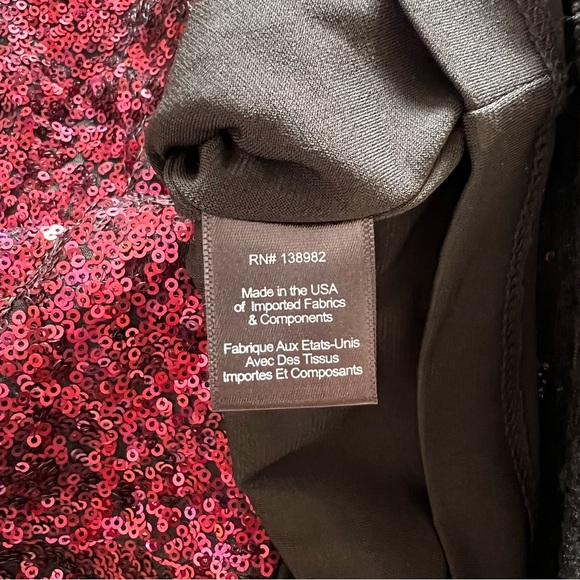 RN# 138982
Made in the USA
of Imported Fabrics
& Components
Fabrique Aux Etats-Unis
Avec Des Tissus
Importes Et Composants